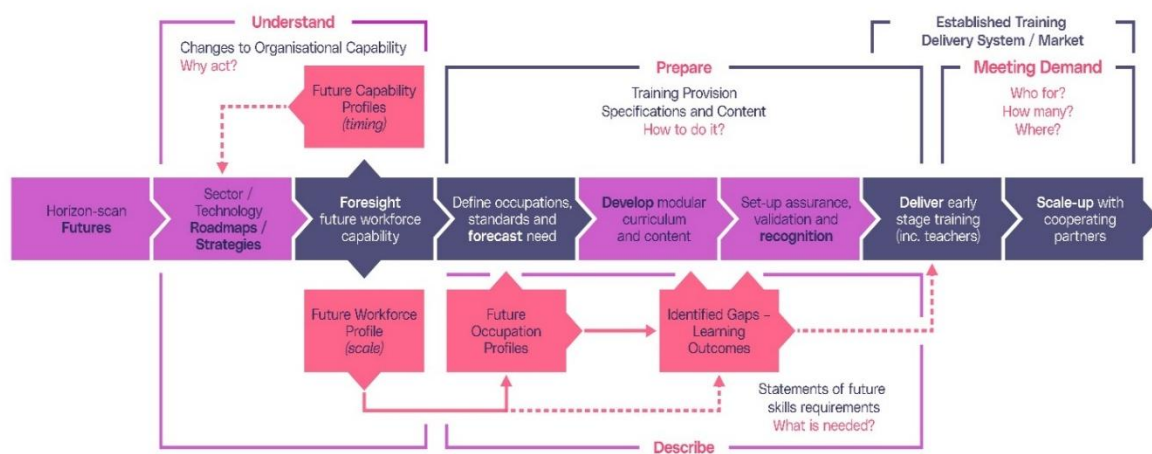 Understand
Changes to Organisational Capability
Why act?
Established Training
Delivery System / Market
Prepare
Training Provision
Specifications and Content
How to do it?
Meeting Demand
Who for?
How many?
Where?
Future Capability
Profiles
(timing)
Horizon-scan
Futures
Sector /
Technology
Roadmaps /
Strategies
Foresight
future workforce
capability
Define occupations,
standards and
forecast need
Develop modular
curriculum
and content
Set-up assurance,
validation and
recognition
Deliver early
stage training
(inc. teachers)
Scale-up with
cooperating
partners
Future Workforce
Profile
(scale)
Future
Occupation
Profiles
Identified Gaps –
Learning
Outcomes
Statements of future
skills requirements
What is needed?
Describe